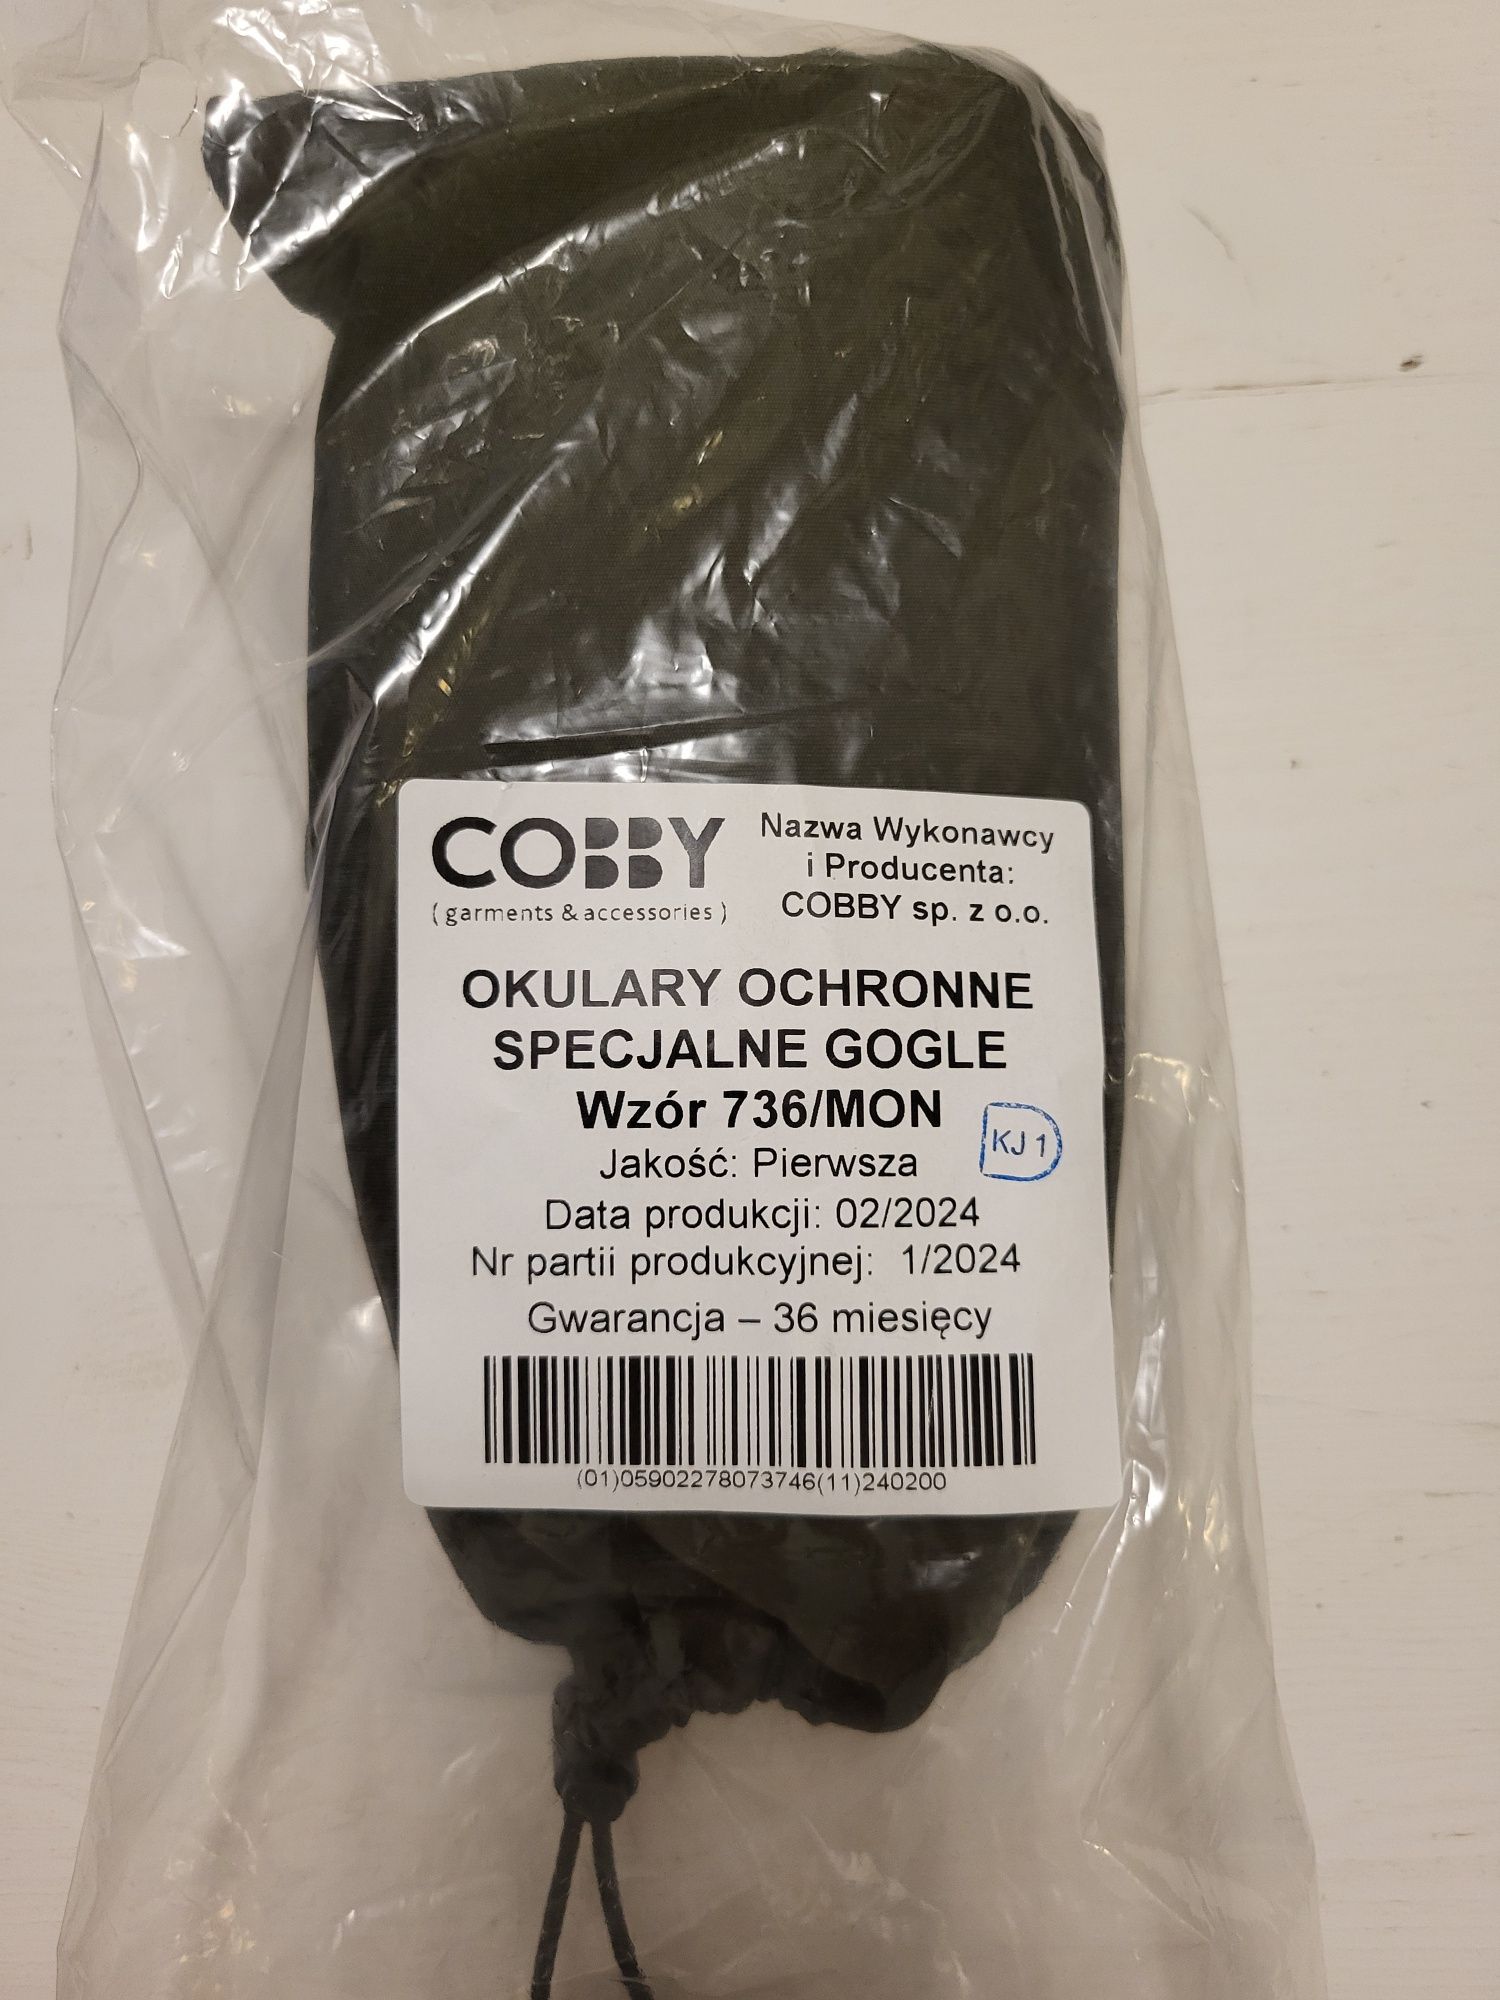 COBBY
( garments & accessories )
Nazwa Wykonawcy
i Producenta:
COBBY sp. z o.o.
OKULARY OCHRONNE
SPECJALNE GOGLE
Wzór 736/MON
KJ 1
Jakość: Pierwsza
Data produkcji: 02/2024
Nr partii produkcyjnej: 1/2024
Gwarancja – 36 miesięcy
(01)05902278073746(11)240200